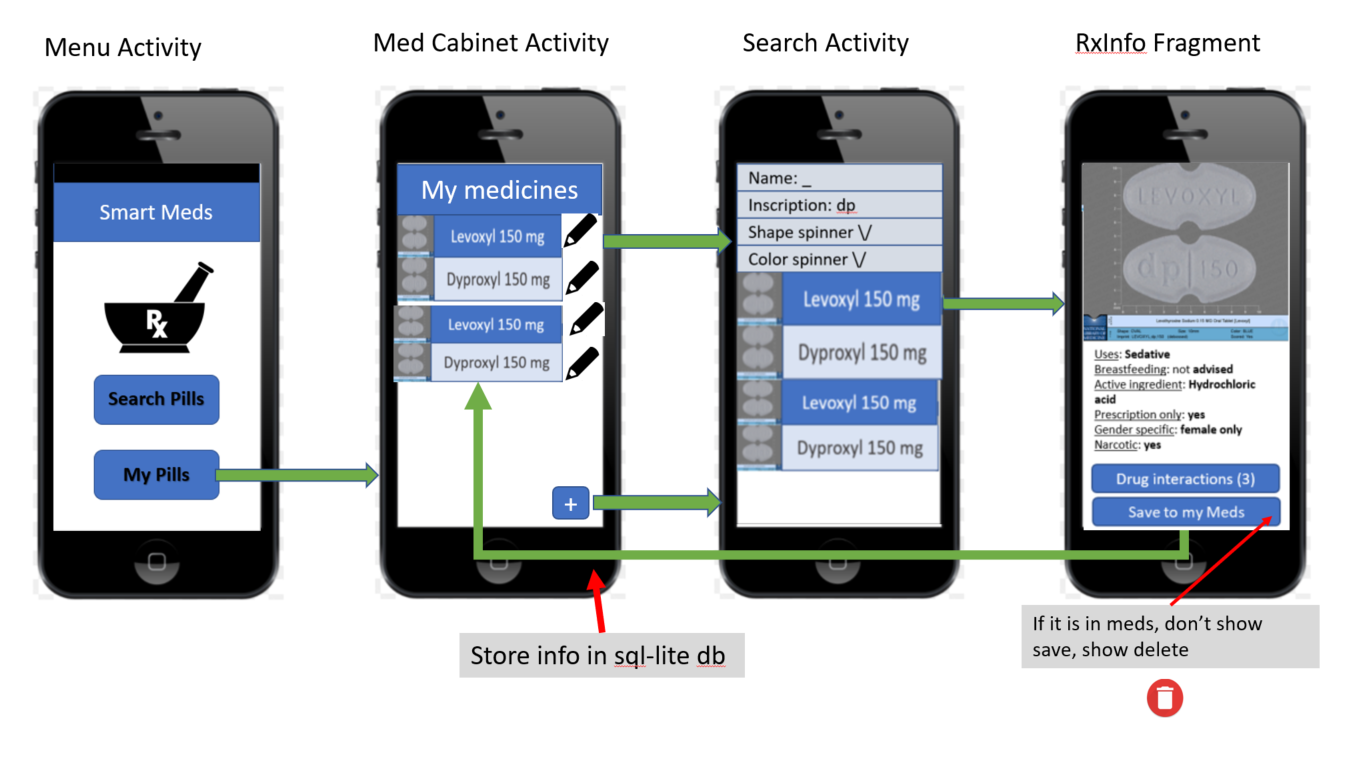 Menu Activity
Med Cabinet Activity
Search Activity
RxInfo Fragment
Smart Meds
Rx
Search Pills
My Pills
My medicines
Levoxyl 150 mg
Dyproxyl 150 mg
Levoxyl 150 mg
Dyproxyl 150 mg
+
Name: _
Inscription: dp
Shape spinner \/
Color spinner \/
Levoxyl 150 mg
Dyproxyl 150 mg
Levoxyl 150 mg
Dyproxyl 150 mg
LEVOXYL
dp 150
Uses: Sedative
Breastfeeding: not advised
Active ingredient: Hydrochloric
acid
Prescription only: yes
Gender specific: female only
Narcotic: yes
Drug interactions (3)
Save to my Meds
Store info in sql-lite db
If it is in meds, don't show
save, show delete